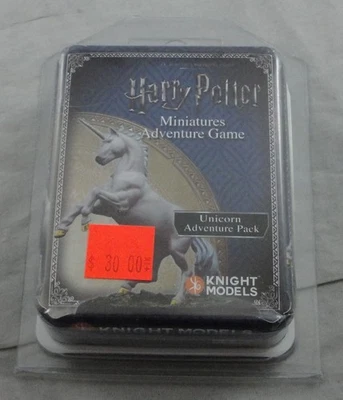 Harry Potter
Miniatures
Adventure Game
Unicorn
Adventure Pack
$ 30.00
KNIGHT
MODELS
KNIGHT MODELS